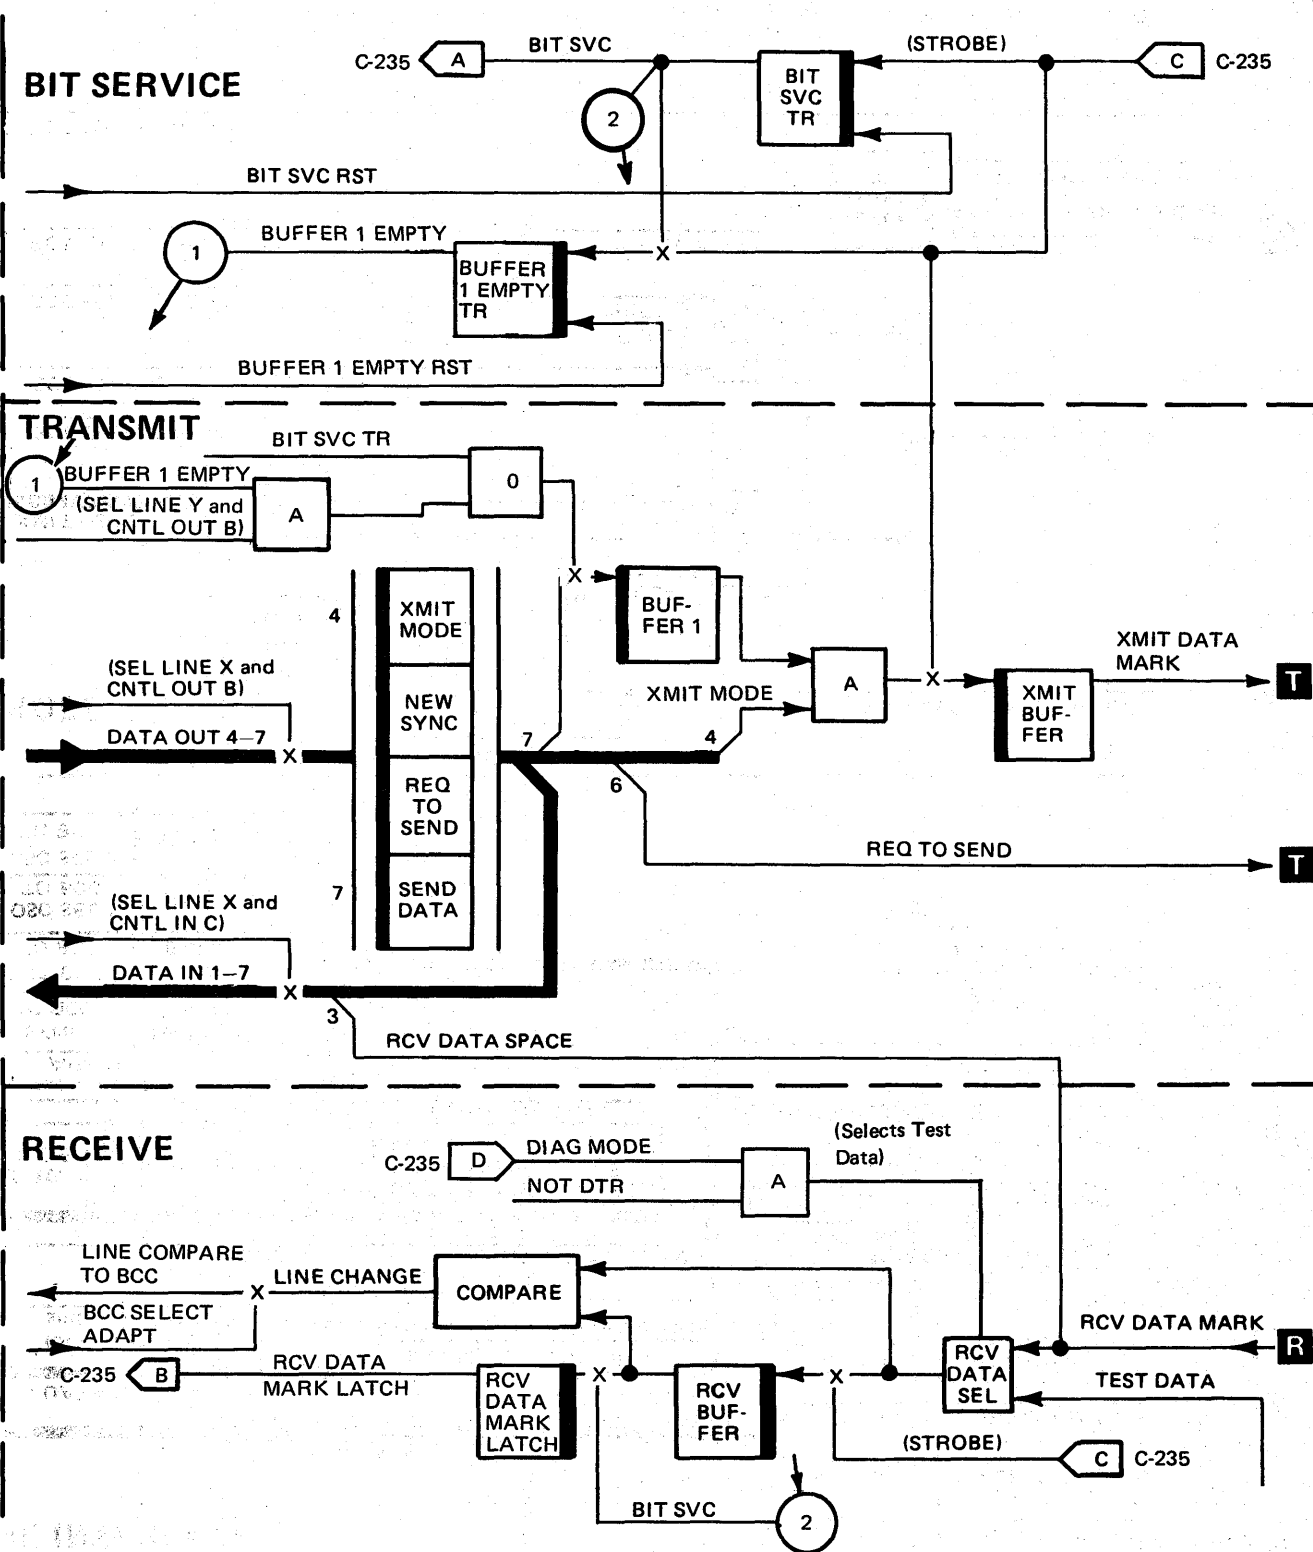 BIT SERVICE
C-235
A
BIT SVC
(STROBE)
C
C-235
BIT
SVC
TR
2
BIT SVC RST
1
BUFFER 1 EMPTY
X
BUFFER
1 EMPTY
TR
BUFFER 1 EMPTY RST
TRANSMIT
BIT SVC TR
1
BUFFER 1 EMPTY
(SEL LINE Y and
CNTL OUT B)
A
O
X
BUF-
FER 1
4
XMIT
MODE
NEW
SYNC
REQ
TO
SEND
7
SEND
DATA
(SEL LINE X and
CNTL OUT B)
DATA OUT 4–7
X
XMIT MODE
7
4
6
A
X
XMIT
BUF-
FER
XMIT DATA
MARK
T
REQ TO SEND
T
(SEL LINE X and
CNTL IN C)
DATA IN 1–7
X
3
RCV DATA SPACE
RECEIVE
C-235
D
DIAG MODE
NOT DTR
A
(Selects Test
Data)
LINE COMPARE
TO BCC
X
LINE CHANGE
COMPARE
BCC SELECT
ADAPT
C-235
B
RCV DATA
MARK LATCH
RCV
DATA
MARK
LATCH
X
RCV
BUF-
FER
X
RCV
DATA
SEL
RCV DATA MARK
R
TEST DATA
(STROBE)
C
C-235
BIT SVC
2